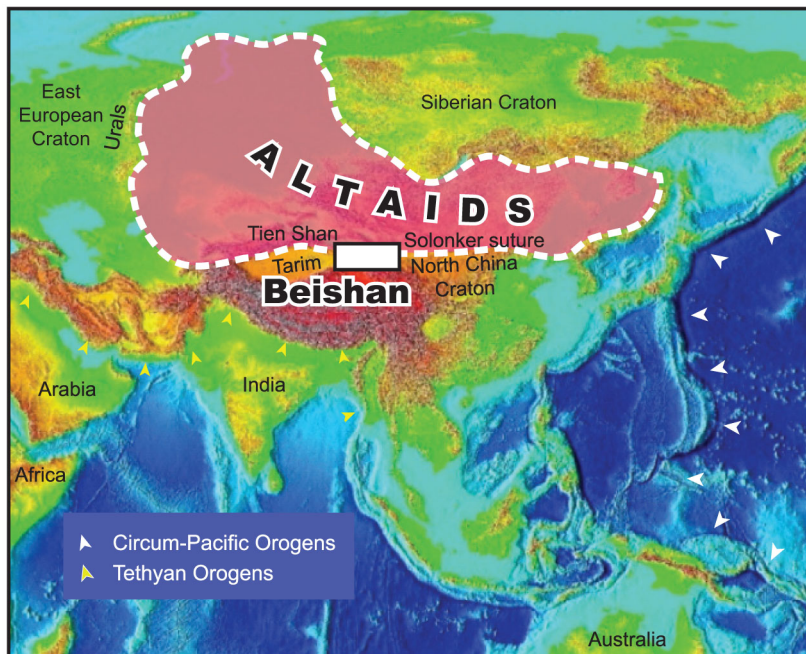 East
European
Craton
Urals
Siberian Craton
ALTAIDS
Tien Shan
Solonker suture
Tarim
North China
Craton
Beishan
Arabia
India
Africa
Circum-Pacific Orogens
Tethyan Orogens
Australia